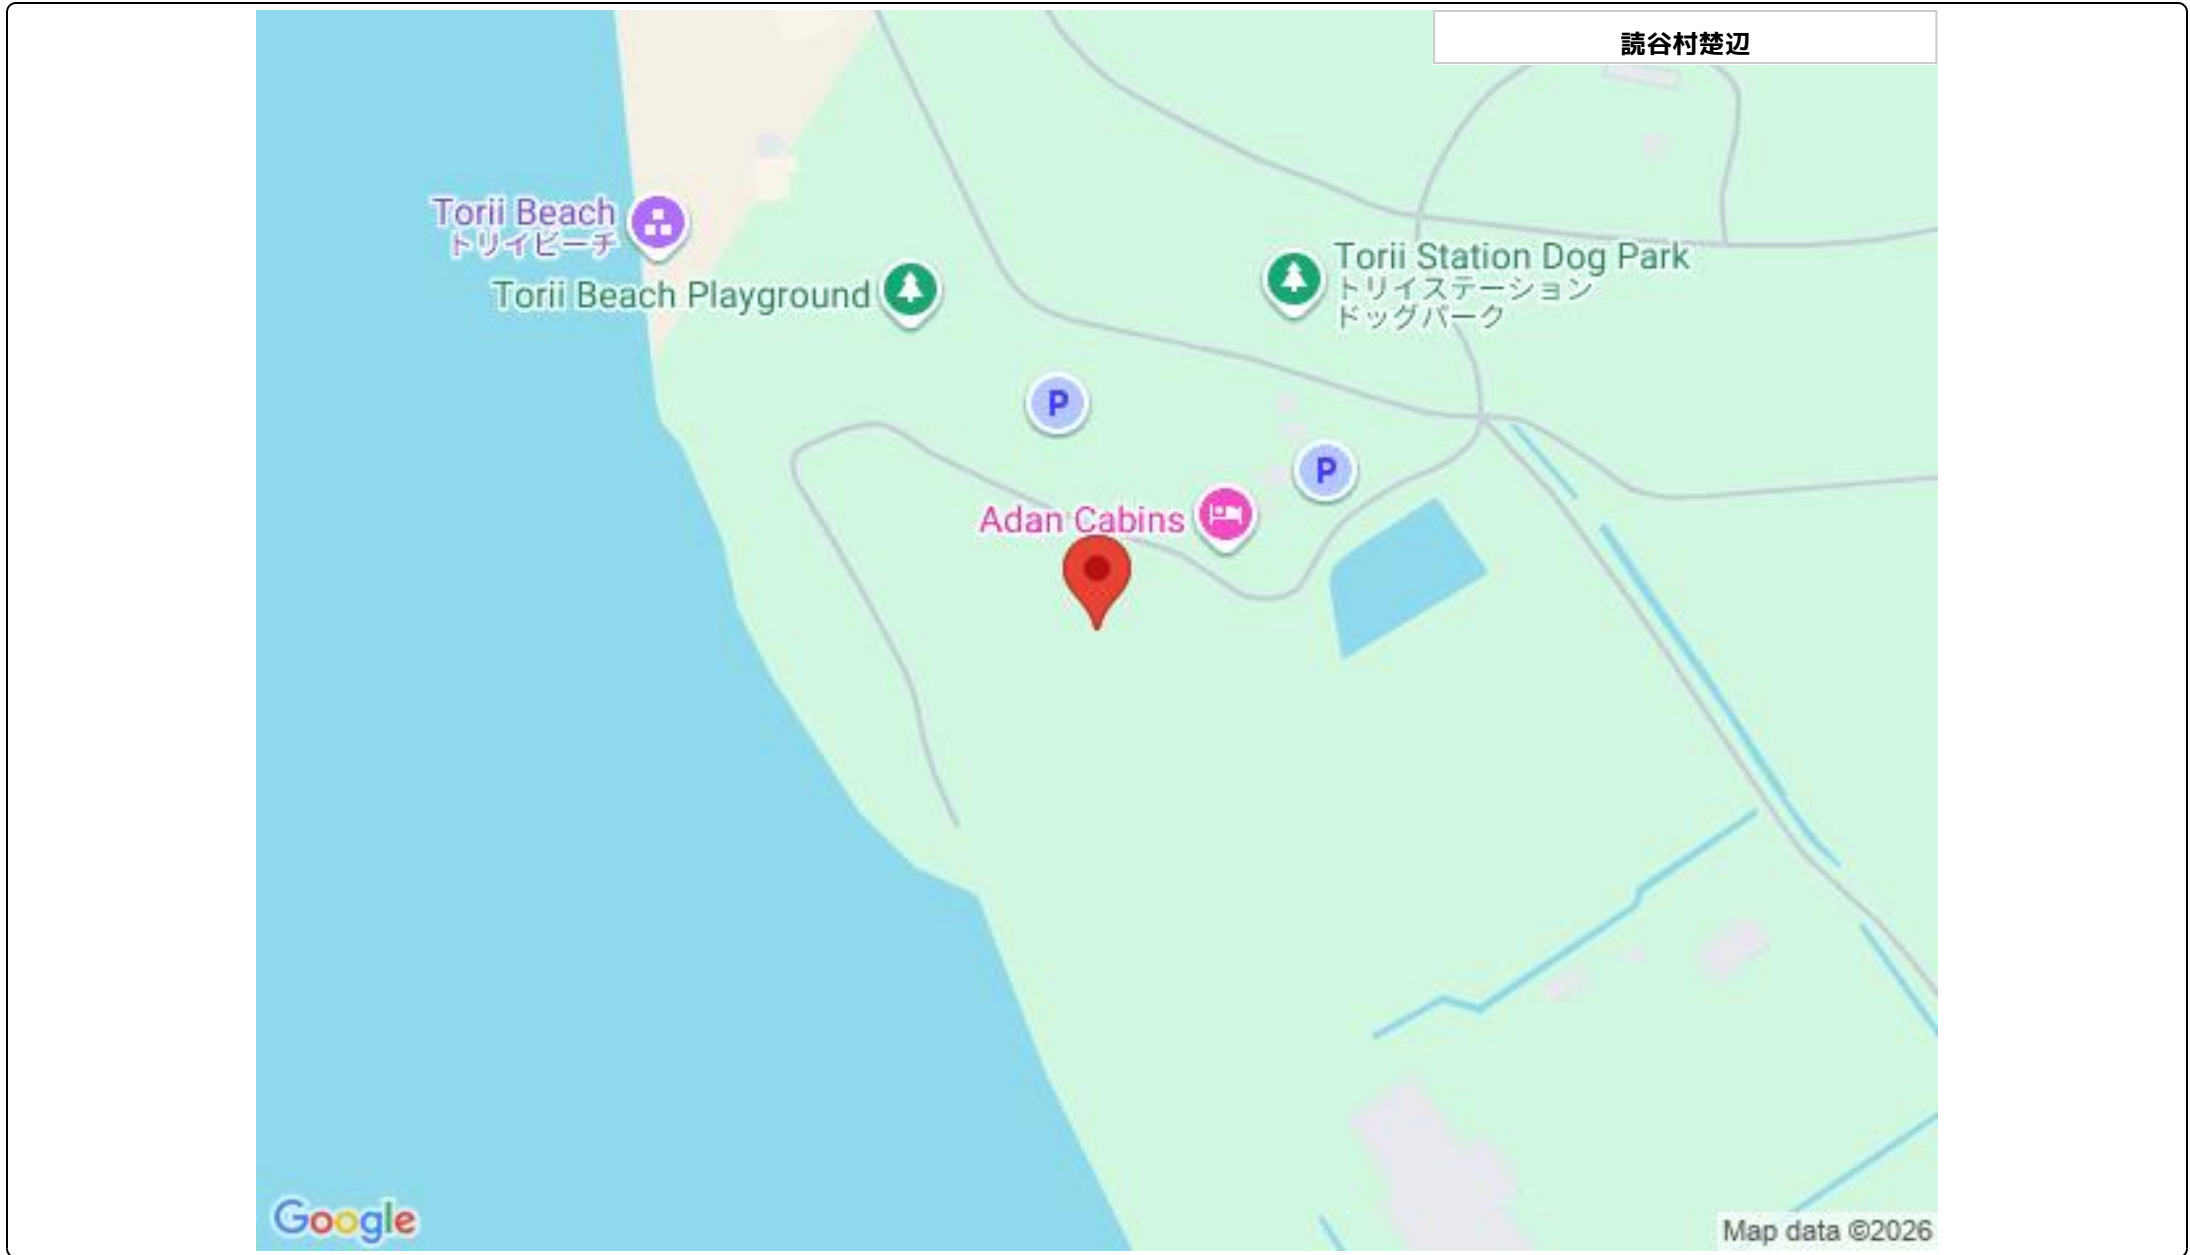 読谷村楚辺
Torii Beach
トリイビーチ
Torii Beach Playground
Torii Station Dog Park
トリイステーション
ドッグパーク
P
P
Adan Cabins
Google
Map data ©2026